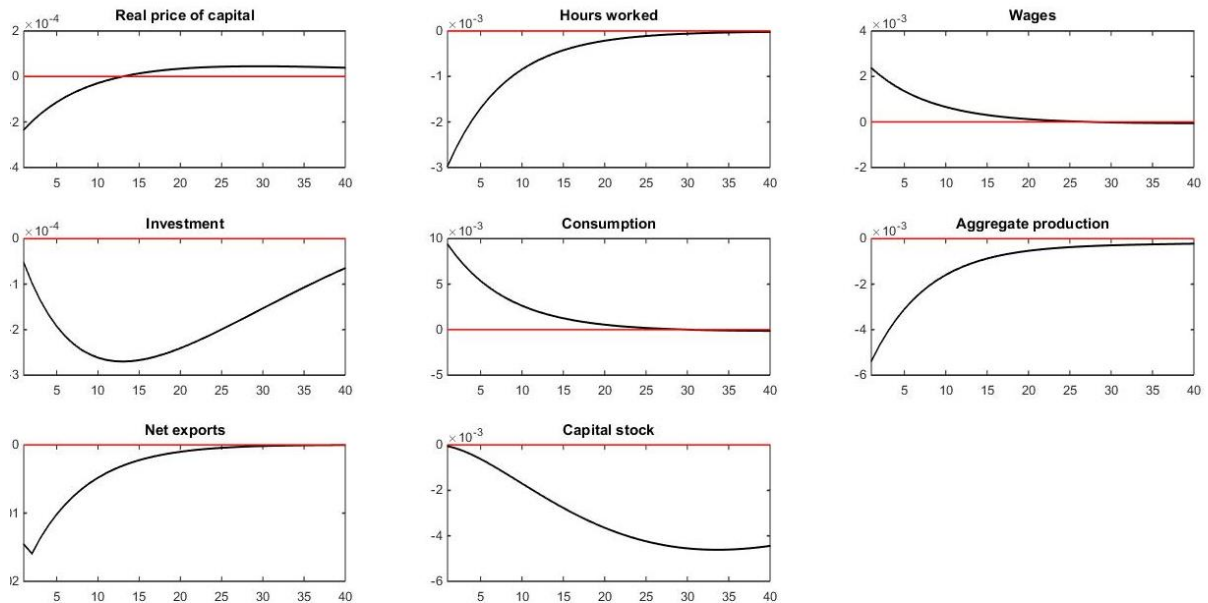 Real price of capital
×10⁻⁴
2
0
-2
-4
5 10 15 20 25 30 35 40
Hours worked
×10⁻³
0
-1
-2
-3
5 10 15 20 25 30 35 40
Wages
×10⁻³
4
2
0
-2
5 10 15 20 25 30 35 40
Investment
×10⁻⁴
0
-1
-2
-3
5 10 15 20 25 30 35 40
Consumption
×10⁻³
10
5
0
-5
5 10 15 20 25 30 35 40
Aggregate production
×10⁻³
0
-2
-4
-6
5 10 15 20 25 30 35 40
Net exports
0
5 10 15 20 25 30 35 40
Capital stock
×10⁻³
0
-2
-4
-6
5 10 15 20 25 30 35 40